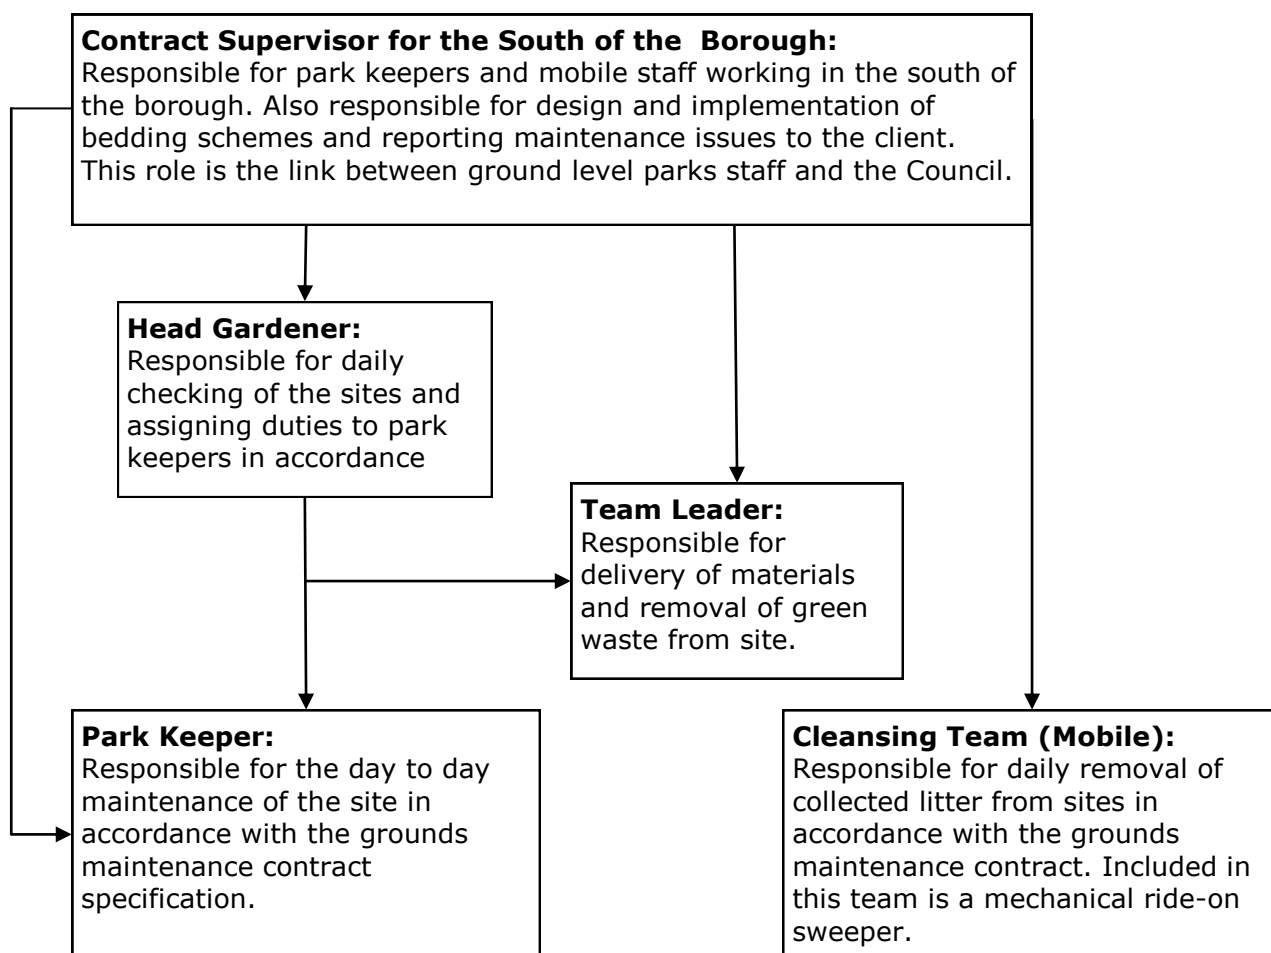 Contract Supervisor for the South of the  Borough:
Responsible for park keepers and mobile staff working in the south of
the borough. Also responsible for design and implementation of
bedding schemes and reporting maintenance issues to the client.
This role is the link between ground level parks staff and the Council.
Head Gardener:
Responsible for daily
checking of the sites and
assigning duties to park
keepers in accordance
Team Leader:
Responsible for
delivery of materials
and removal of green
waste from site.
Park Keeper:
Responsible for the day to day
maintenance of the site in
accordance with the grounds
maintenance contract
specification.
Cleansing Team (Mobile):
Responsible for daily removal of
collected litter from sites in
accordance with the grounds
maintenance contract. Included in
this team is a mechanical ride-on
sweeper.